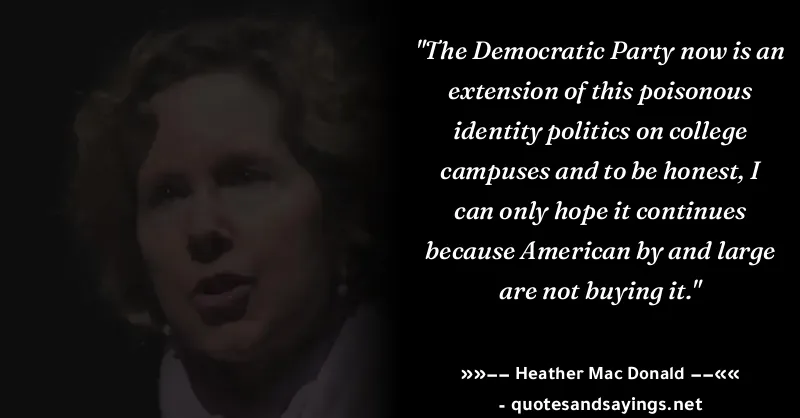 "The Democratic Party now is an
extension of this poisonous
identity politics on college
campuses and to be honest, I
can only hope it continues
because American by and large
are not buying it."
»»–– Heather Mac Donald ––««
- quotesandsayings.net